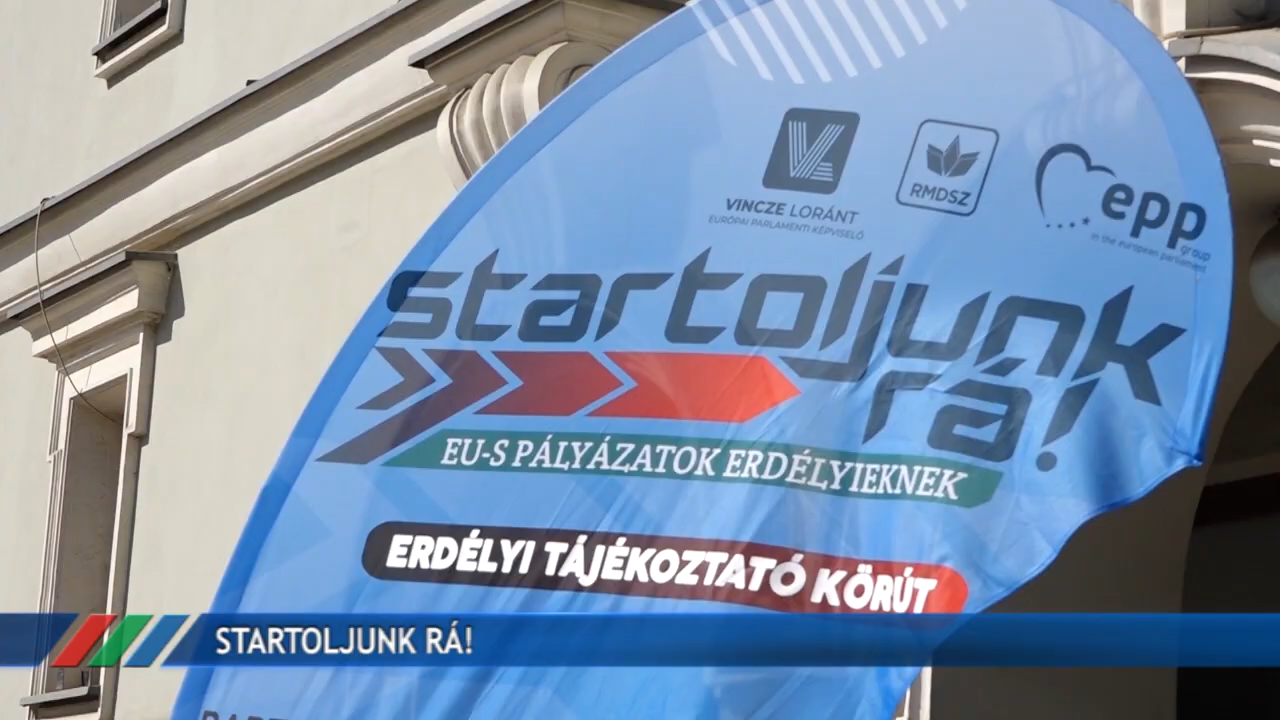 VINCZE LORÁNT
EURÓPAI PARLAMENTI KÉPVISELŐ
RMDSZ
epp
group
in the european parliament
startoljunk
rá!
EU-S PÁLYÁZATOK ERDÉLYIEKNEK
ERDÉLYI TÁJÉKOZTATÓ KÖRÚT
STARTOLJUNK RÁ!